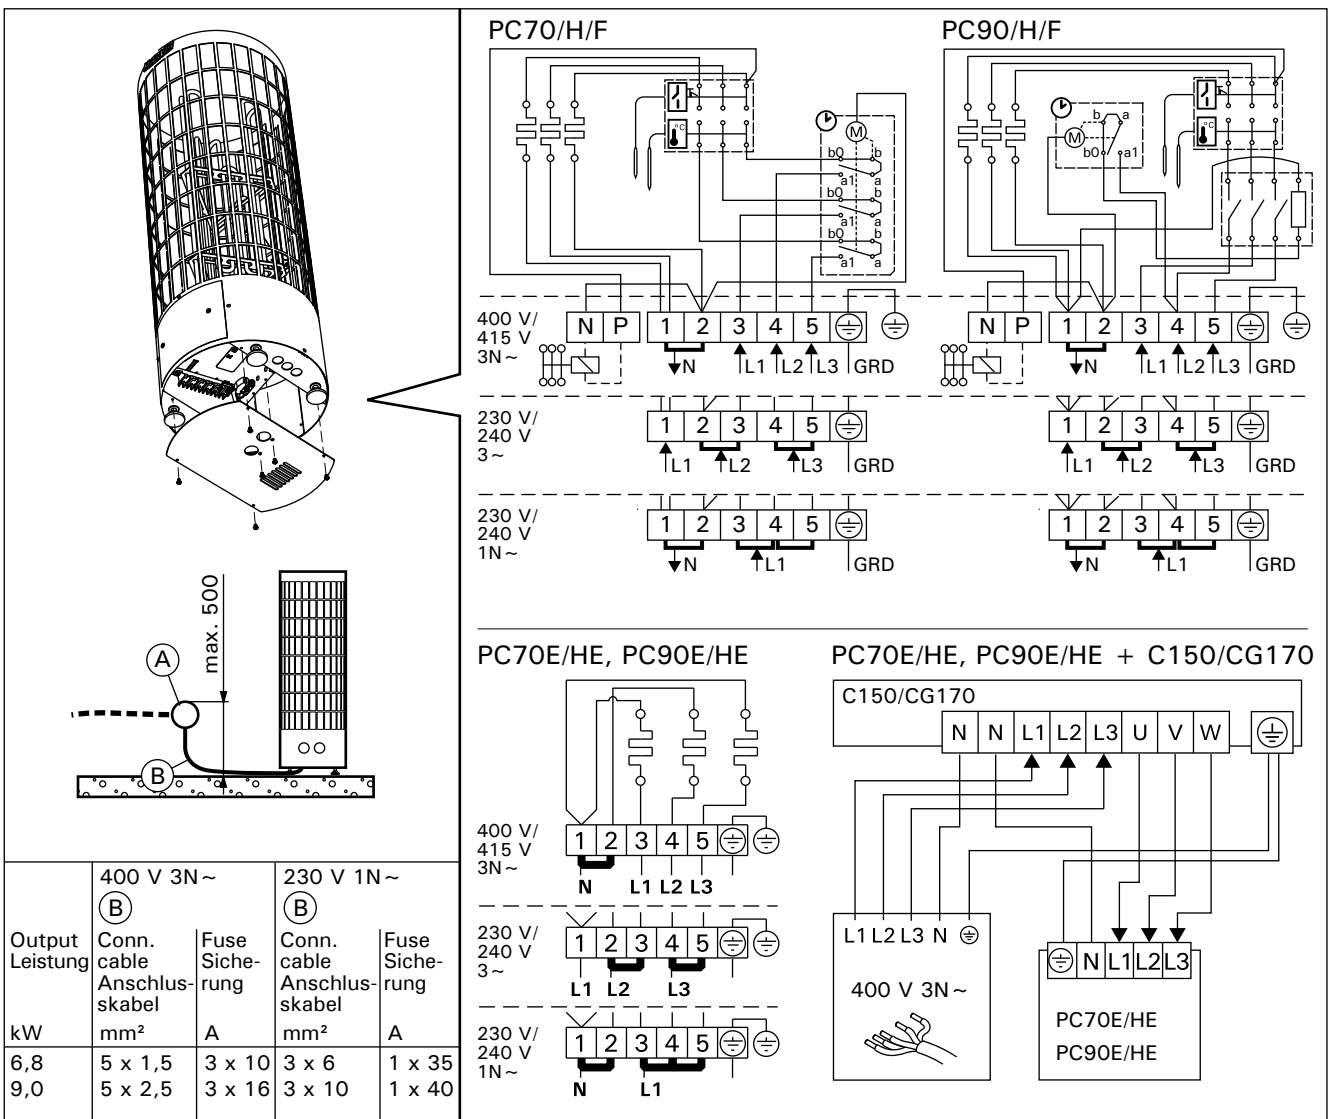 max. 500
A
B
400 V 3N~
230 V 1N~
B
B
Output
Leistung
Conn.
cable
Anschlus-
skabel
Fuse
Siche-
rung
Conn.
cable
Anschlus-
skabel
Fuse
Siche-
rung
kW
mm²
A
mm²
A
6,8
5 x 1,5
3 x 10
3 x 6
1 x 35
9,0
5 x 2,5
3 x 16
3 x 10
1 x 40
PC70/H/F
°C
M
b0
b
a1
a
b0
b
a1
a
b0
b
a1
a
400 V/
415 V
3N~
N P
1 2 3 4 5
N
L1 L2 L3
GRD
230 V/
240 V
3~
1 2 3 4 5
L1
L2
L3
GRD
230 V/
240 V
1N~
1 2 3 4 5
N
L1
GRD
PC90/H/F
°C
M
b
a
b0
a1
N P
1 2 3 4 5
N
L1 L2 L3
GRD
1 2 3 4 5
L1
L2
L3
GRD
1 2 3 4 5
N
L1
GRD
PC70E/HE, PC90E/HE
400 V/
415 V
3N~
1 2 3 4 5
N L1 L2 L3
230 V/
240 V
3~
1 2 3 4 5
L1 L2 L3
230 V/
240 V
1N~
1 2 3 4 5
N L1
PC70E/HE, PC90E/HE + C150/CG170
C150/CG170
N N L1 L2 L3 U V W
L1 L2 L3 N
400 V 3N~
N L1 L2 L3
PC70E/HE
PC90E/HE